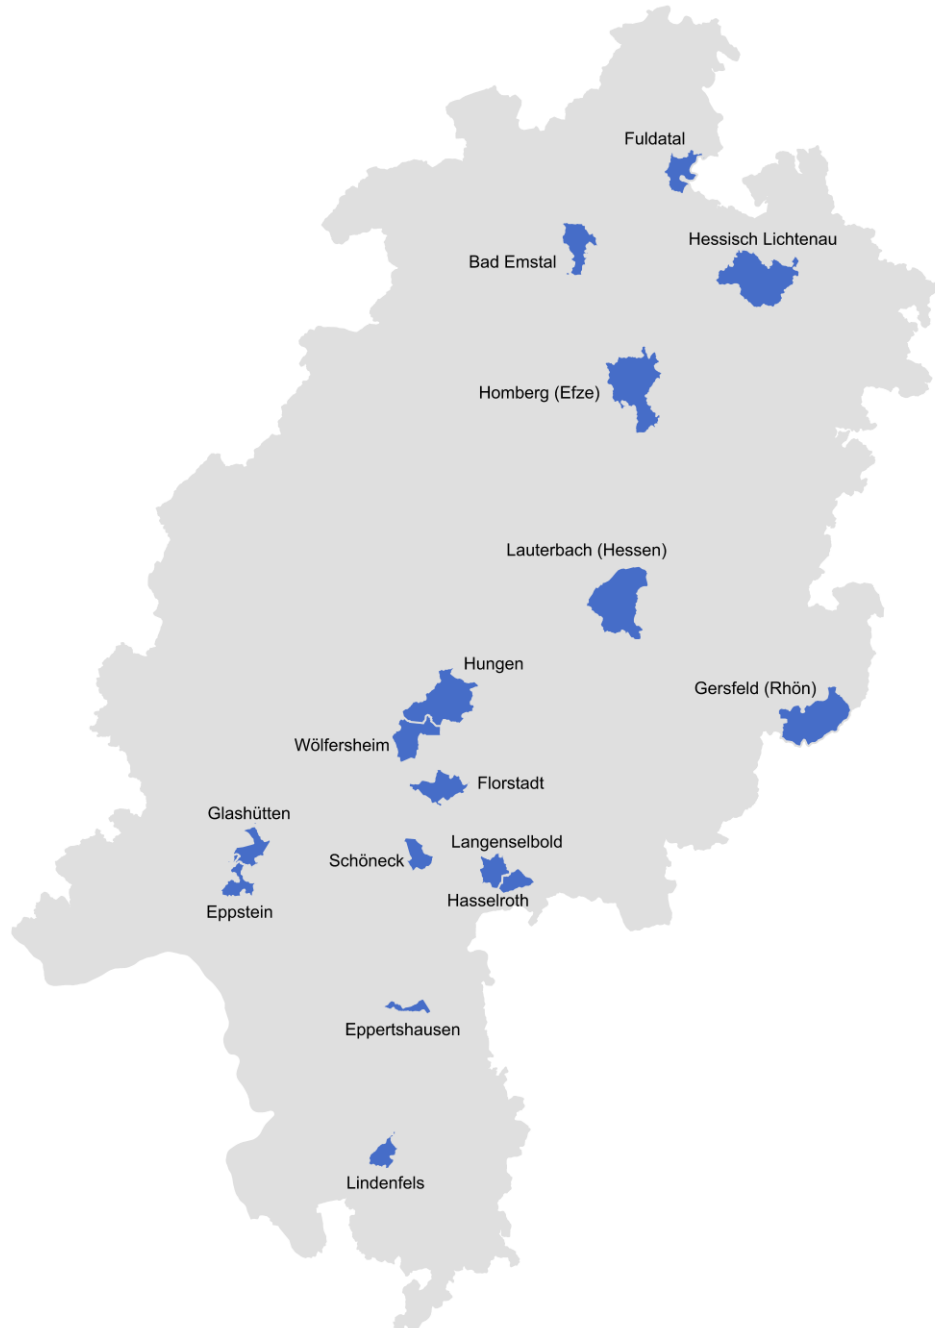 Fuldatal
Hessisch Lichtenau
Bad Emstal
Homberg (Efze)
Lauterbach (Hessen)
Hungen
Gersfeld (Rhön)
Wölfersheim
Florstadt
Glashütten
Langenselbold
Schöneck
Hasselroth
Eppstein
Eppertshausen
Lindenfels